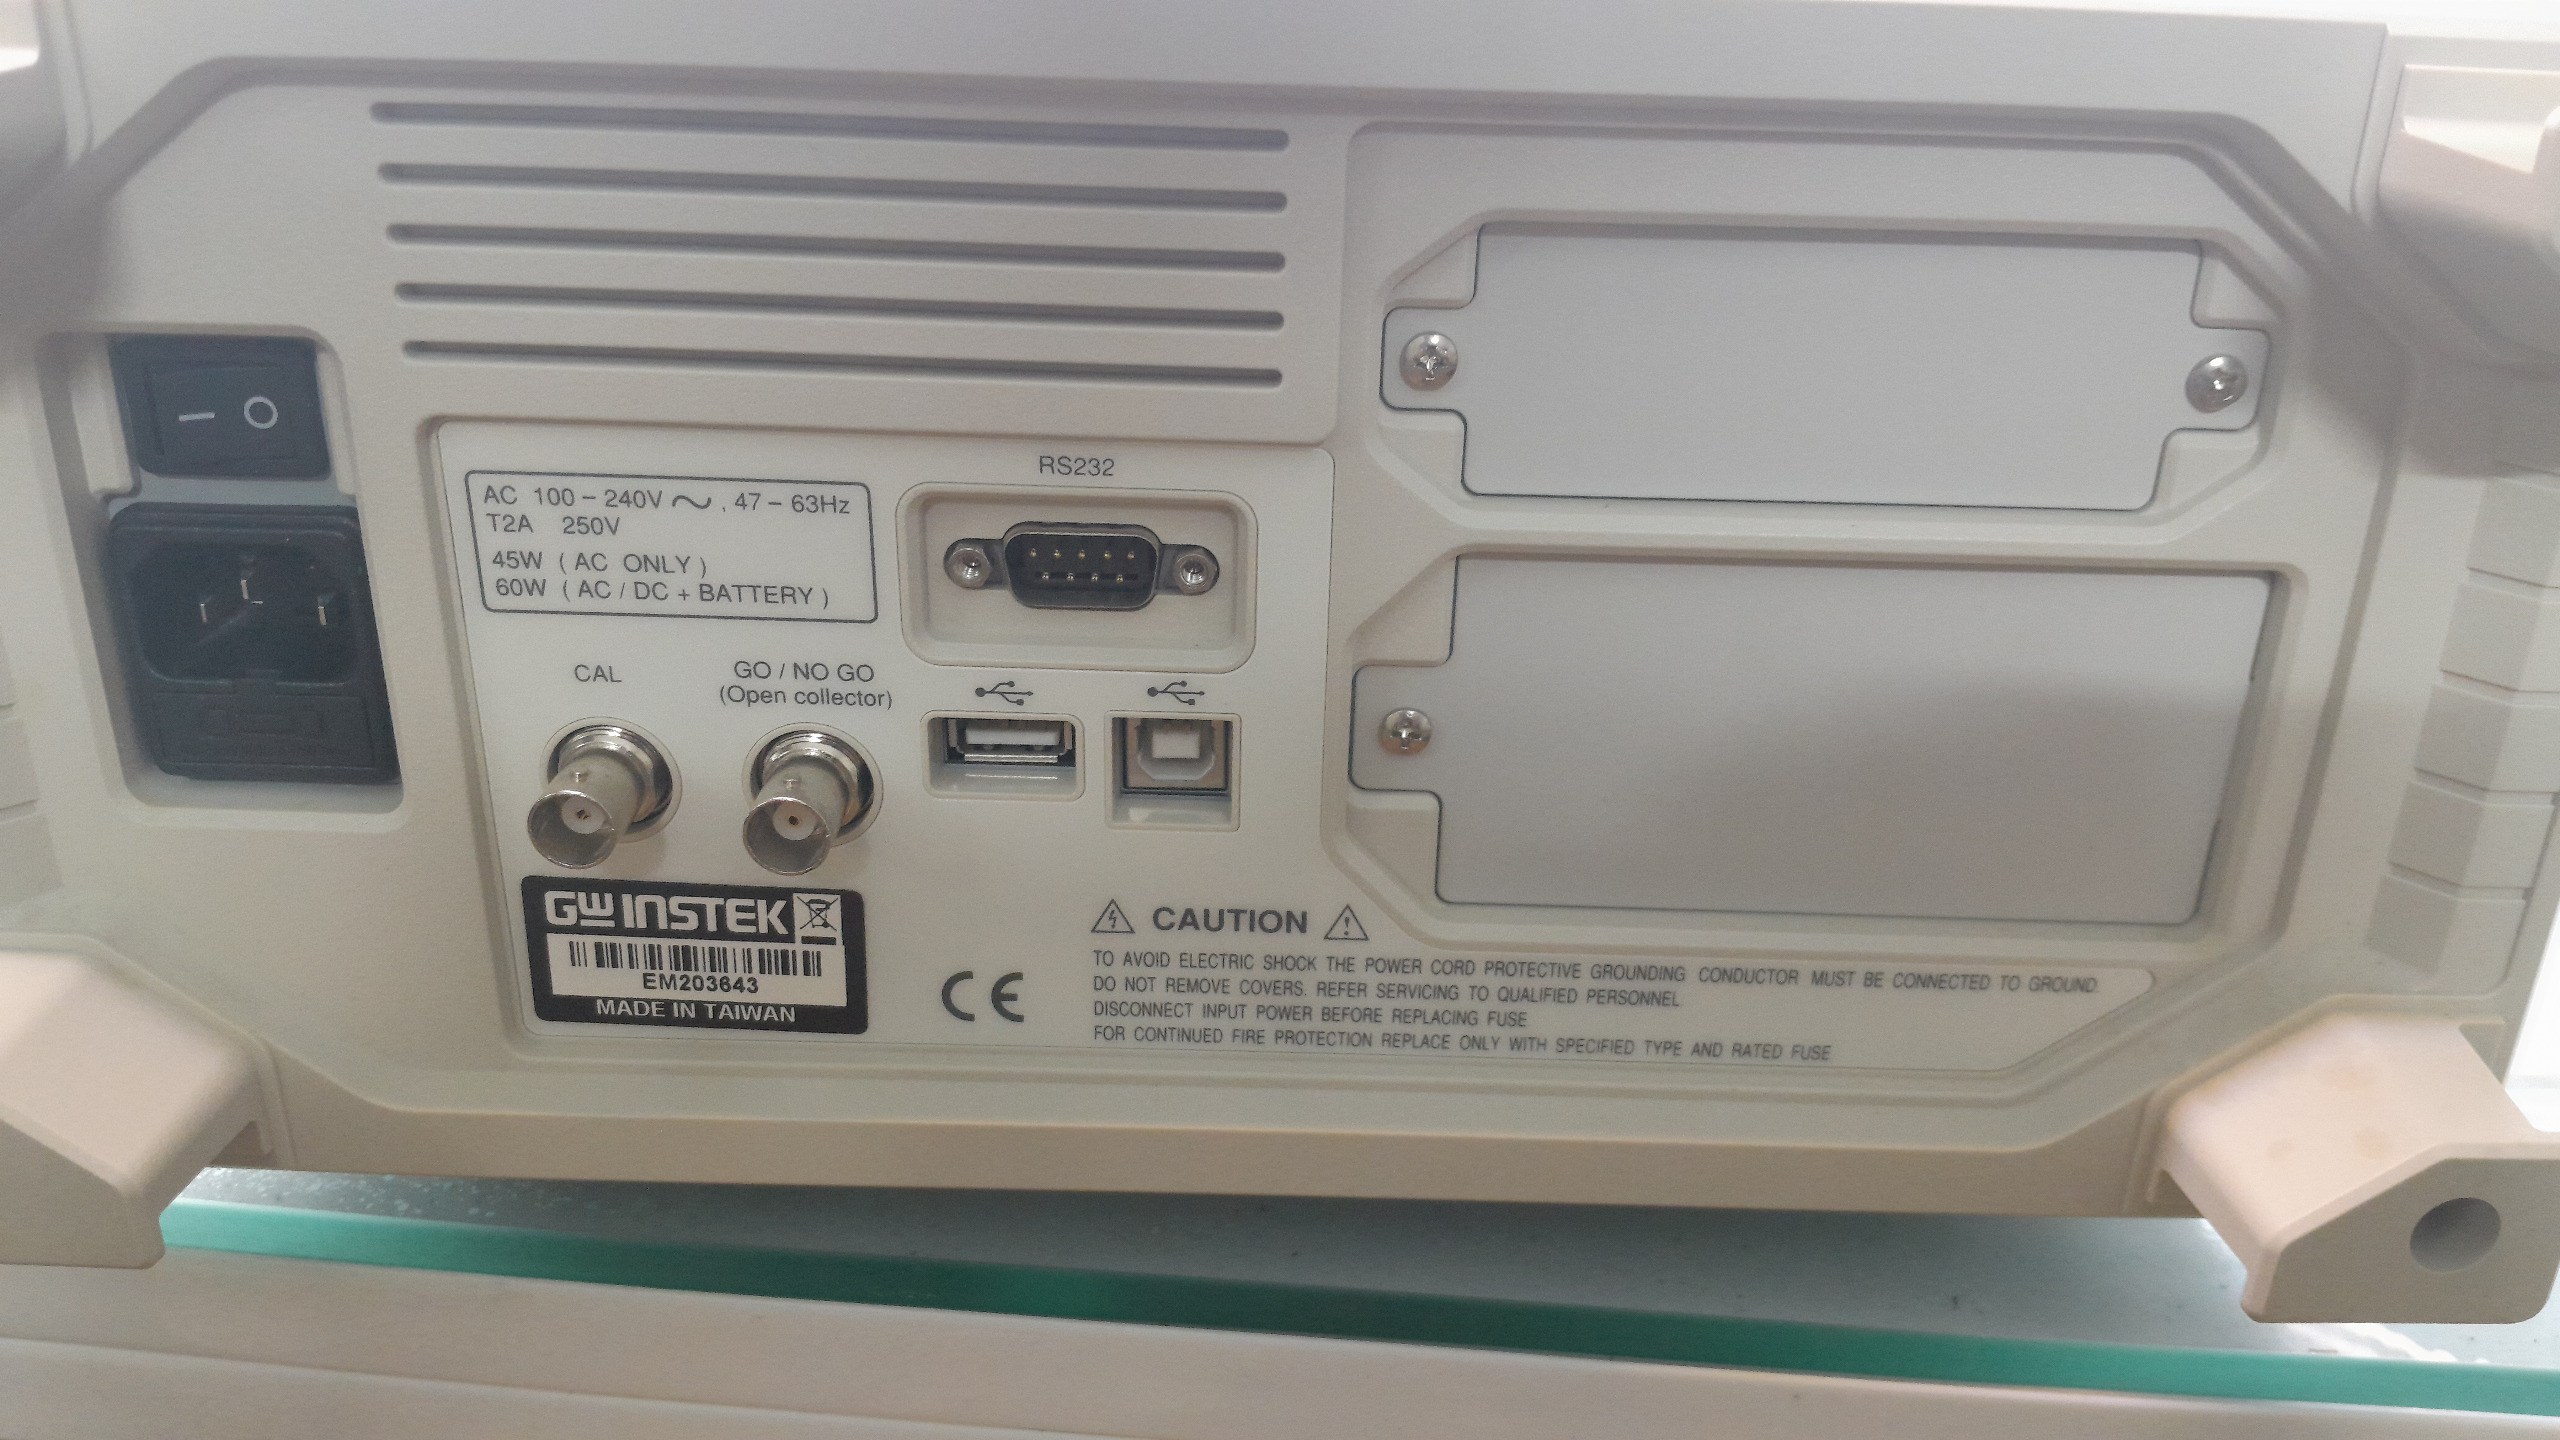 RS232
AC 100 – 240V ～ , 47 – 63Hz
T2A 250V
45W ( AC ONLY )
60W ( AC / DC + BATTERY )
CAL
GO / NO GO
(Open collector)
GW INSTEK
EM203643
MADE IN TAIWAN
CE
CAUTION
TO AVOID ELECTRIC SHOCK THE POWER CORD PROTECTIVE GROUNDING CONDUCTOR MUST BE CONNECTED TO GROUND.
DO NOT REMOVE COVERS. REFER SERVICING TO QUALIFIED PERSONNEL.
DISCONNECT INPUT POWER BEFORE REPLACING FUSE
FOR CONTINUED FIRE PROTECTION REPLACE ONLY WITH SPECIFIED TYPE AND RATED FUSE